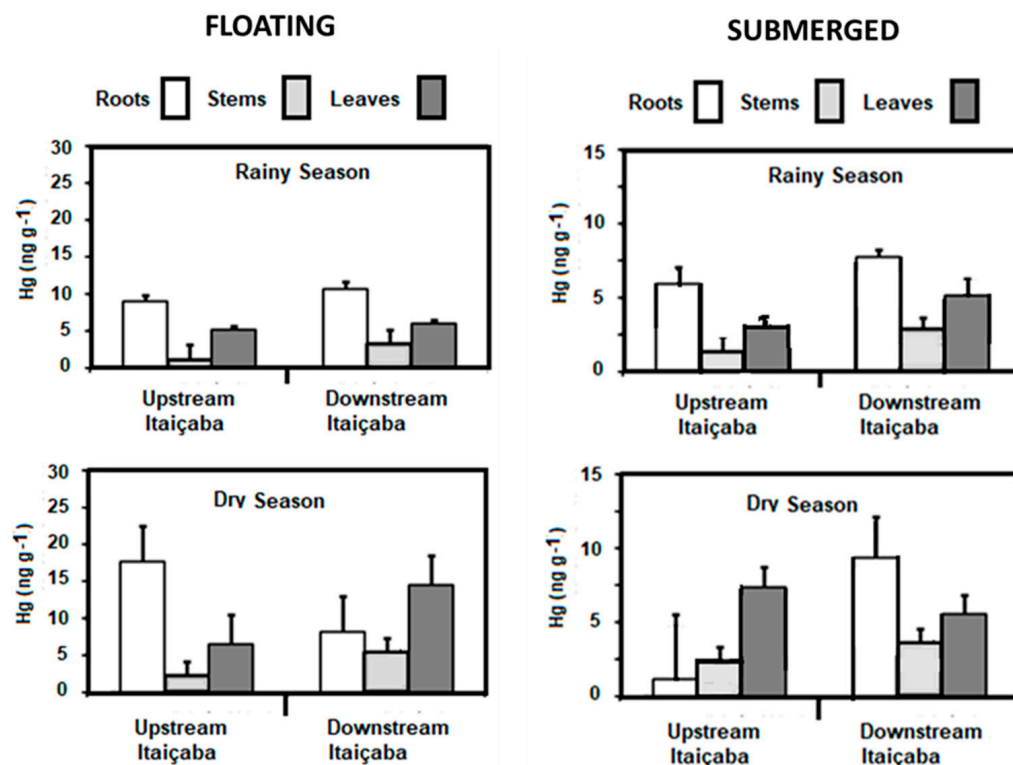 FLOATING
Roots Stems Leaves
30
25
20
15
10
5
0
Hg (ng g-1)
Rainy Season
Upstream Itaiçaba
Downstream Itaiçaba
30
25
20
15
10
5
0
Hg (ng g-1)
Dry Season
Upstream Itaiçaba
Downstream Itaiçaba
SUBMERGED
Roots Stems Leaves
15
10
5
0
Hg (ng g-1)
Rainy Season
Upstream Itaiçaba
Downstream Itaiçaba
15
10
5
0
Hg (ng g-1)
Dry Season
Upstream Itaiçaba
Downstream Itaiçaba